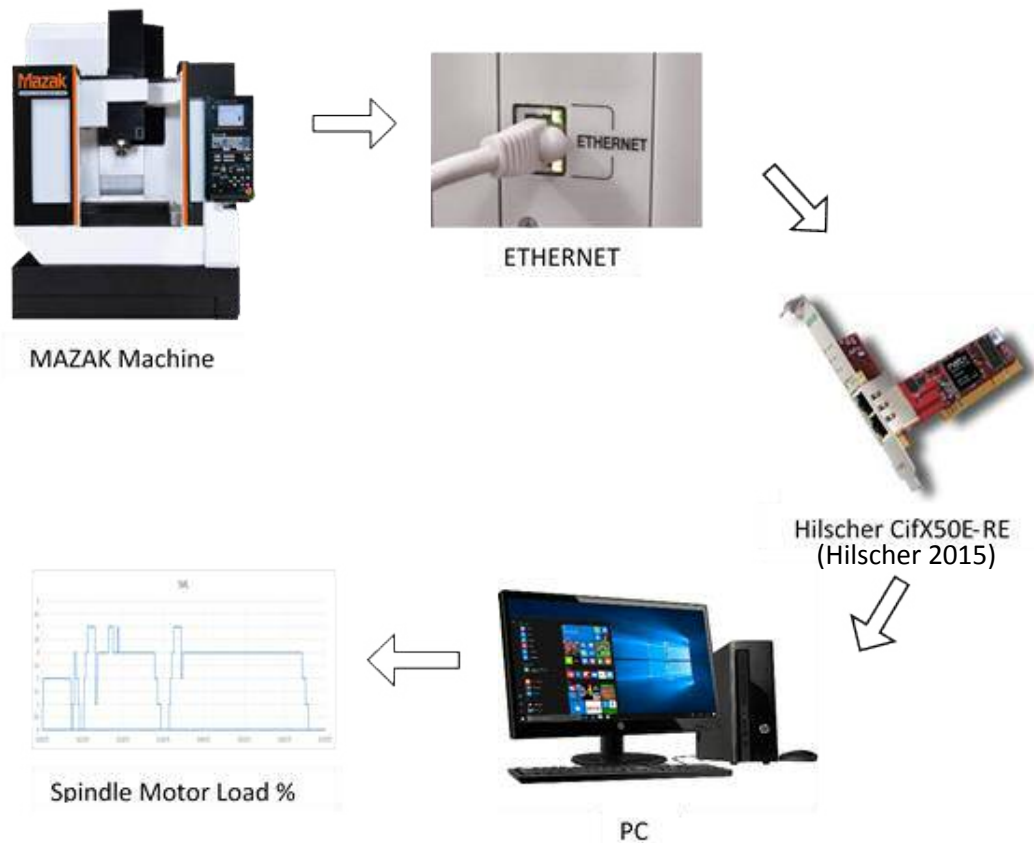 Mazak
ETHERNET
ETHERNET
MAZAK Machine
Hilscher CifX50E-RE
(Hilscher 2015)
Spindle Motor Load %
PC